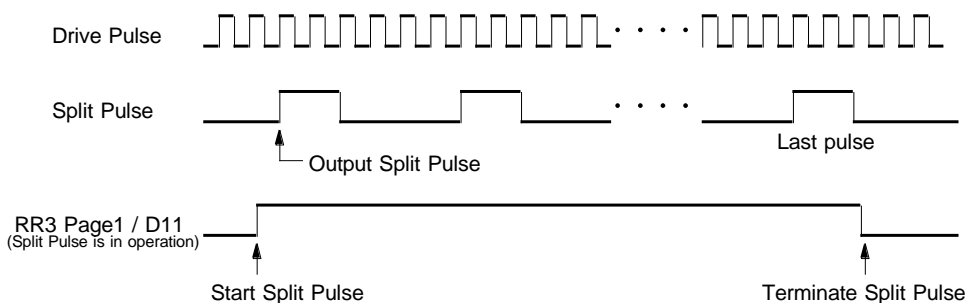 Drive Pulse
Split Pulse
Output Split Pulse
Last pulse
RR3 Page1 / D11
(Split Pulse is in operation)
Start Split Pulse
Terminate Split Pulse